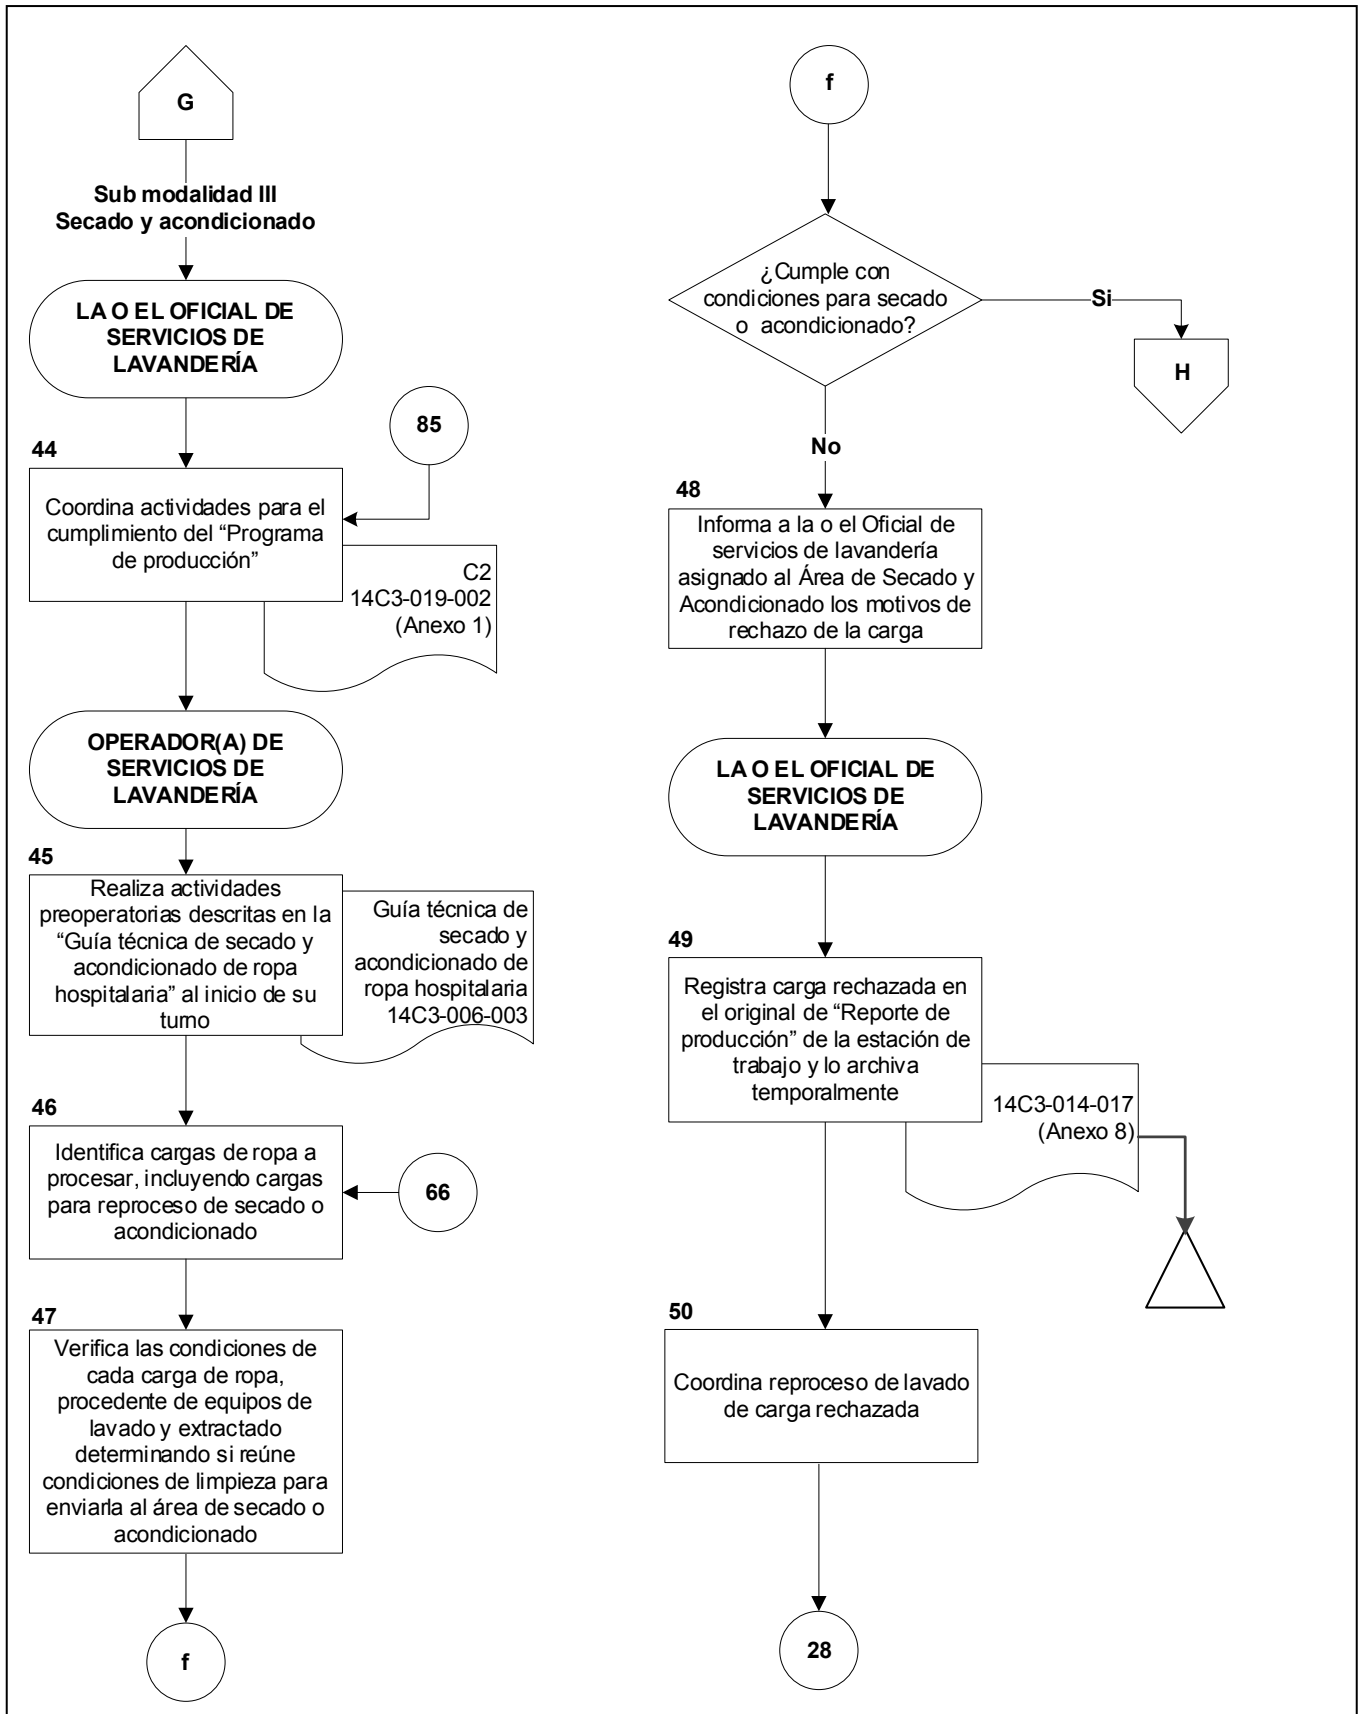 G
Sub modalidad III
Secado y acondicionado
LA O EL OFICIAL DE
SERVICIOS DE
LAVANDERÍA
85
44
Coordina actividades para el
cumplimiento del “Programa
de producción”
C2
14C3-019-002
(Anexo 1)
OPERADOR(A) DE
SERVICIOS DE
LAVANDERÍA
45
Realiza actividades
preoperatorias descritas en la
“Guía técnica de secado y
acondicionado de ropa
hospitalaria” al inicio de su
turno
Guía técnica de
secado y
acondicionado de
ropa hospitalaria
14C3-006-003
46
Identifica cargas de ropa a
procesar, incluyendo cargas
para reproceso de secado o
acondicionado
66
47
Verifica las condiciones de
cada carga de ropa,
procedente de equipos de
lavado y extractado
determinando si reúne
condiciones de limpieza para
enviarla al área de secado o
acondicionado
f
f
¿Cumple con
condiciones para secado
o acondicionado?
Si
H
No
48
Informa a la o el Oficial de
servicios de lavandería
asignado al Área de Secado y
Acondicionado los motivos de
rechazo de la carga
LA O EL OFICIAL DE
SERVICIOS DE
LAVANDERÍA
49
Registra carga rechazada en
el original de “Reporte de
producción” de la estación de
trabajo y lo archiva
temporalmente
14C3-014-017
(Anexo 8)
50
Coordina reproceso de lavado
de carga rechazada
28